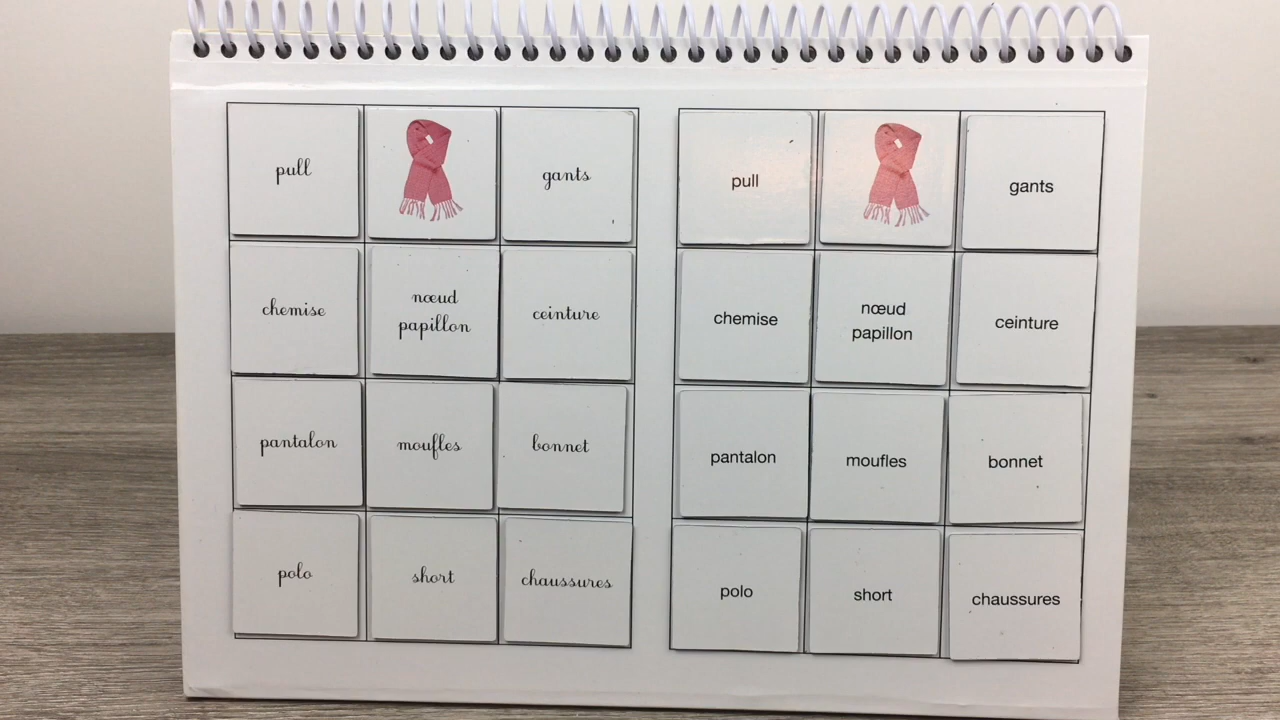 pull
gants
chemise
nœud
papillon
ceinture
pantalon
moufles
bonnet
polo
short
chaussures
pull
gants
chemise
nœud
papillon
ceinture
pantalon
moufles
bonnet
polo
short
chaussures